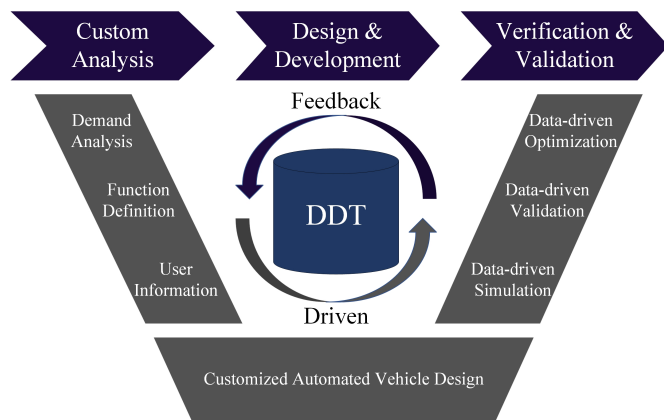 Custom
Analysis
Design &
Development
Verification &
Validation
Feedback
Demand
Analysis
Function
Definition
User
Information
DDT
Driven
Data-driven
Optimization
Data-driven
Validation
Data-driven
Simulation
Customized Automated Vehicle Design